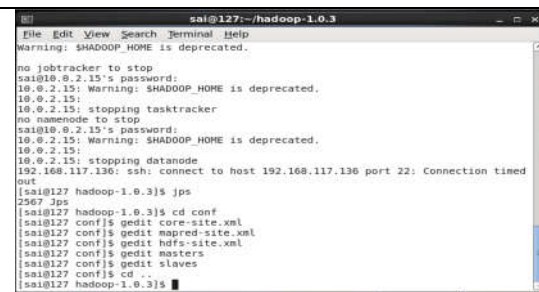 sai@127:~/hadoop-1.0.3
File Edit View Search Terminal Help
Warning: $HADOOP_HOME is deprecated.
no jobtracker to stop
sai@10.0.2.15's password:
10.0.2.15: Warning: $HADOOP_HOME is deprecated.
10.0.2.15:
10.0.2.15: stopping tasktracker
no namenode to stop
sai@10.0.2.15's password:
10.0.2.15: Warning: $HADOOP_HOME is deprecated.
10.0.2.15:
10.0.2.15: stopping datanode
192.168.117.136: ssh: connect to host 192.168.117.136 port 22: Connection timed
out
[sai@127 hadoop-1.0.3]$ jps
2567 Jps
[sai@127 hadoop-1.0.3]$ cd conf
[sai@127 conf]$ gedit core-site.xml
[sai@127 conf]$ gedit mapred-site.xml
[sai@127 conf]$ gedit hdfs-site.xml
[sai@127 conf]$ gedit masters
[sai@127 conf]$ gedit slaves
[sai@127 conf]$ cd ..
[sai@127 hadoop-1.0.3]$